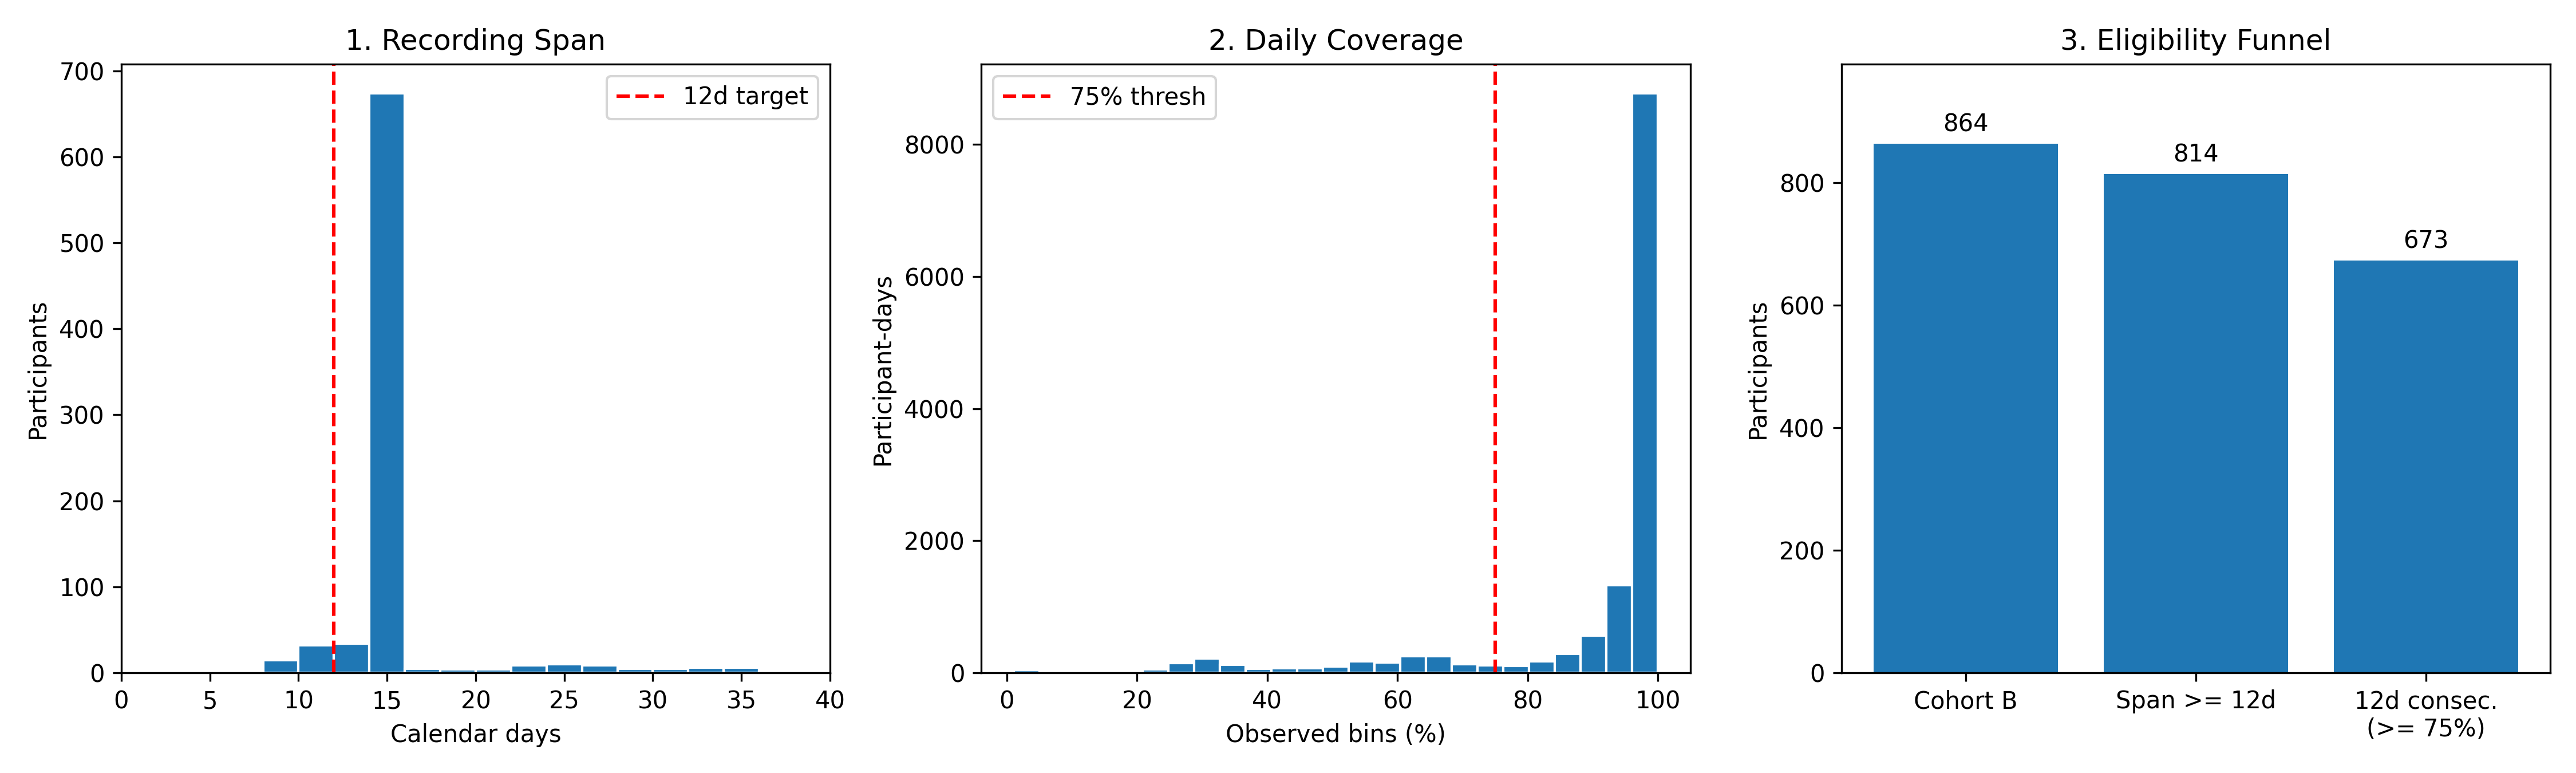 1. Recording Span
700
600
500
400
300
200
100
0
Participants
12d target
0 5 10 15 20 25 30 35 40
Calendar days
2. Daily Coverage
8000
6000
4000
2000
0
Participant-days
75% thresh
0 20 40 60 80 100
Observed bins (%)
3. Eligibility Funnel
800
600
400
200
0
Participants
864
814
673
Cohort B
Span >= 12d
12d consec.
(>= 75%)